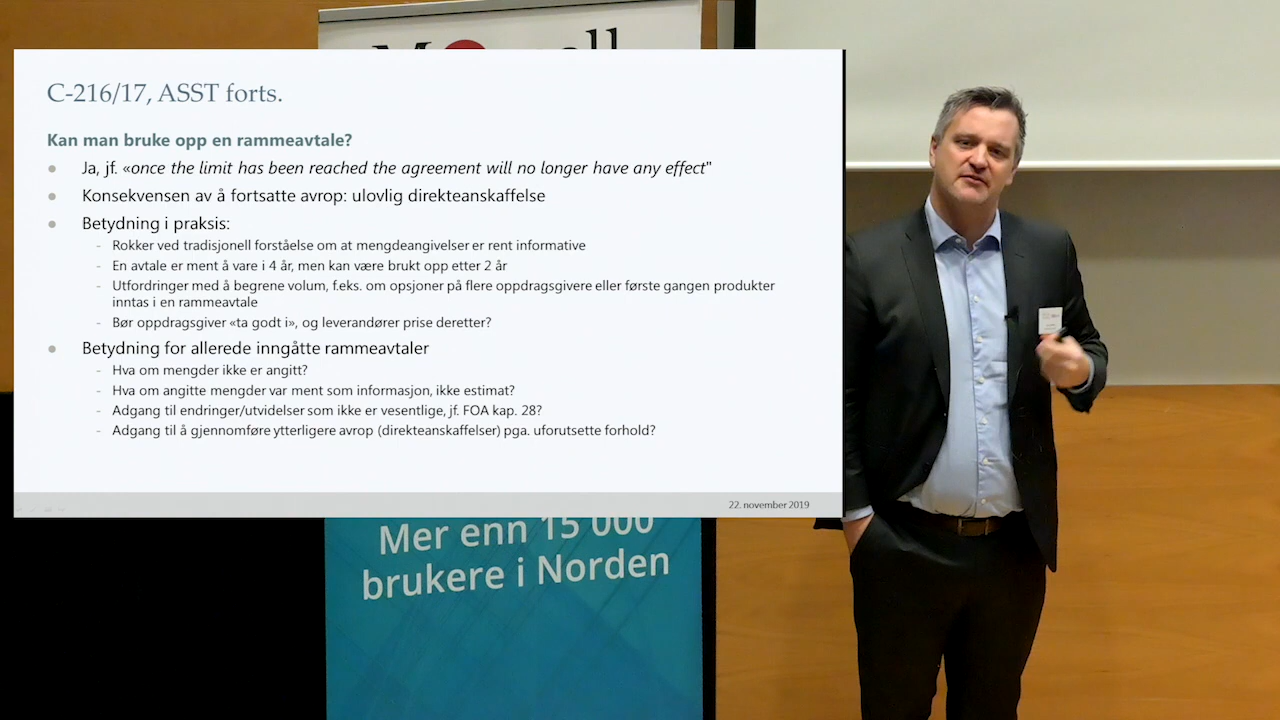 C-216/17, ASST forts.
Kan man bruke opp en rammeavtale?
Ja, jf. «once the limit has been reached the agreement will no longer have any effect"
Konsekvensen av å fortsatte avrop: ulovlig direkteanskaffelse
Betydning i praksis:
- Rokker ved tradisjonell forståelse om at mengdeangivelser er rent informative
- En avtale er ment å vare i 4 år, men kan være brukt opp etter 2 år
- Utfordringer med å begrene volum, f.eks. om opsjoner på flere oppdragsgivere eller første gangen produkter
inntas i en rammeavtale
- Bør oppdragsgiver «ta godt i», og leverandører prise deretter?
Betydning for allerede inngåtte rammeavtaler
- Hva om mengder ikke er angitt?
- Hva om angitte mengder var ment som informasjon, ikke estimat?
- Adgang til endringer/utvidelser som ikke er vesentlige, jf. FOA kap. 28?
- Adgang til å gjennomføre ytterligere avrop (direkteanskaffelser) pga. uforutsette forhold?
22. november 2019
Mer enn 15 000
brukere i Norden